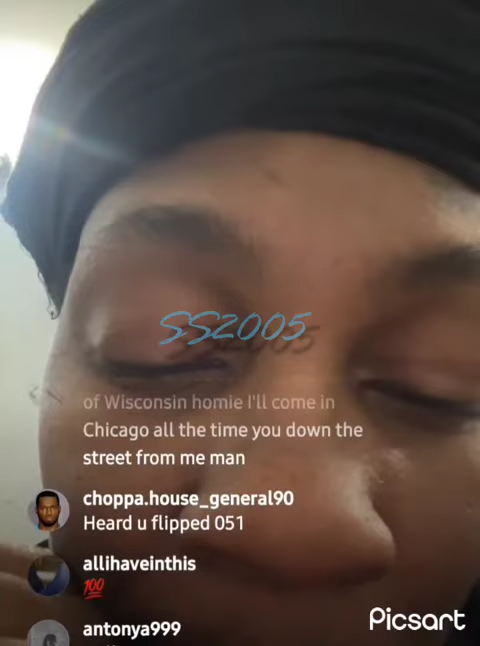 SS2005
of Wisconsin homie I'll come in
Chicago all the time you down the
street from me man
choppa.house_general90
Heard u flipped 051
allihaveinthis
💯
Picsart
antonya999